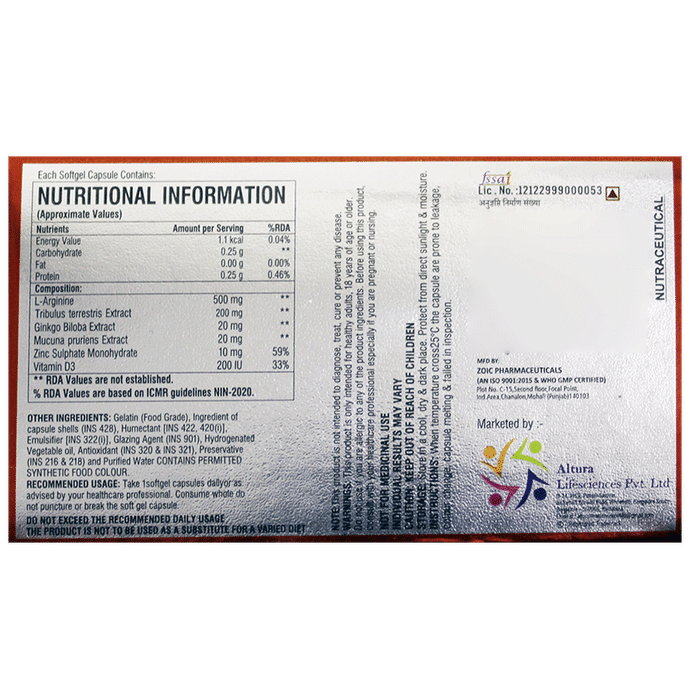 Each Softgel Capsule Contains:
NUTRITIONAL INFORMATION
(Approximate Values)
Nutrients Amount per Serving %RDA
Energy Value 1.1 kcal 0.04%
Carbohydrate 0.25 g **
Fat 0.00 g 0.00%
Protein 0.25 g 0.46%
Composition:
L-Arginine 500 mg **
Tribulus terrestris Extract 200 mg **
Ginkgo Biloba Extract 20 mg **
Mucuna pruriens Extract 20 mg **
Zinc Sulphate Monohydrate 10 mg 59%
Vitamin D3 200 IU 33%
** RDA Values are not established.
% RDA Values are based on ICMR guidelines NIN-2020.
OTHER INGREDIENTS: Gelatin (Food Grade), Ingredient of
capsule shells (INS 428), Humectant [INS 422, 420(i)],
Emulsifier [INS 322(i)], Glazing Agent (INS 901), Hydrogenated
Vegetable oil, Antioxidant (INS 320 & INS 321), Preservative
(INS 216 & 218) and Purified Water CONTAINS PERMITTED
SYNTHETIC FOOD COLOUR.
RECOMMENDED USAGE: Take 1softgel capsules dailyor as
advised by your healthcare professional. Consume whole do
not puncture or break the soft gel capsule.
DO NOT EXCEED THE RECOMMENDED DAILY USAGE
THE PRODUCT IS NOT TO BE USED AS A SUBSTITUTE FOR A VARIED DIET
NOTE: This product is not intended to diagnose, treat, cure or prevent any disease.
WARNINGS: This product is only intended for healthy adults, 18 years of age or older.
Do not use if you are allergic to any of the product ingredients. Before using this product,
consult with your healthcare professional especially if you are pregnant or nursing.
NOT FOR MEDICINAL USE
INDIVIDUAL RESULTS MAY VARY
CAUTION: KEEP OUT OF REACH OF CHILDREN
STORAGE: Store in a cool, dry & dark place. Protect from direct sunlight & moisture.
INSTRUCTIONS: When temperature cross25°C the capsule are prone to leakage,
colour change, Capsule melting & failed in inspection.
fssai
Lic. No.:12122999000053
अनुज्ञप्ति निर्माण संख्या
NUTRACEUTICAL
MFD BY:
ZOIC PHARMACEUTICALS
(AN ISO 9001:2015 & WHO GMP CERTIFIED)
Plot No. C-15,Second floor,Focal Point,
Ind.Area,Chanalon,Mohali (Punjab)140103
Marketed by :-
Altura
Lifesciences Pvt. Ltd